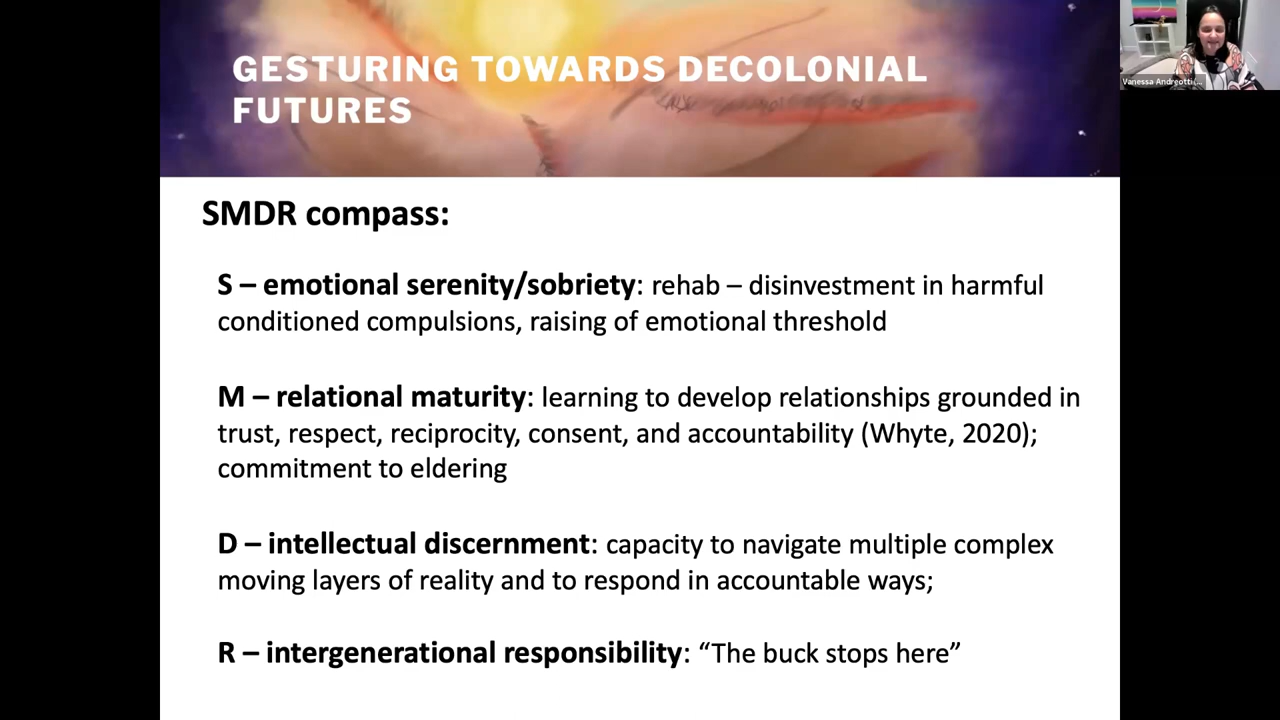 GESTURING TOWARDS DECOLONIAL
FUTURES
Vanessa Andreotti (...
SMDR compass:
S – emotional serenity/sobriety: rehab – disinvestment in harmful
conditioned compulsions, raising of emotional threshold
M – relational maturity: learning to develop relationships grounded in
trust, respect, reciprocity, consent, and accountability (Whyte, 2020);
commitment to eldering
D – intellectual discernment: capacity to navigate multiple complex
moving layers of reality and to respond in accountable ways;
R – intergenerational responsibility: “The buck stops here”